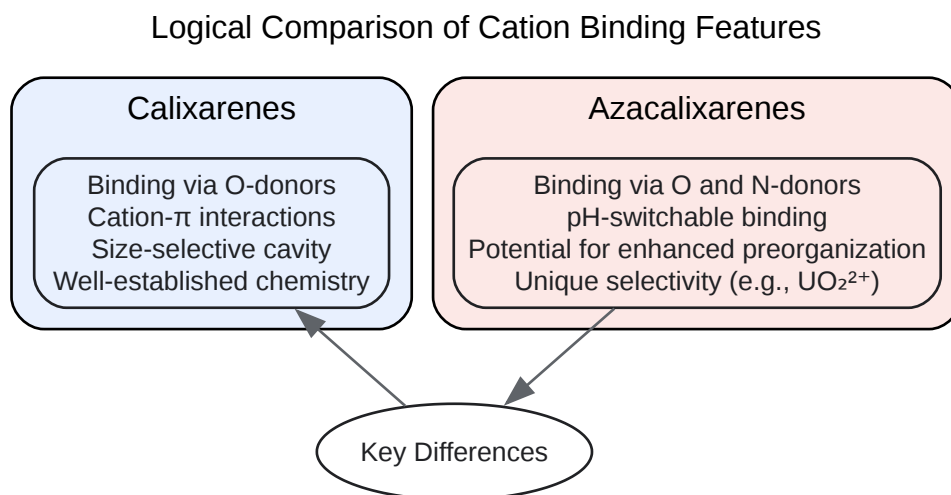 Logical Comparison of Cation Binding Features
Calixarenes
Binding via O-donors
Cation-π interactions
Size-selective cavity
Well-established chemistry
Azacalixarenes
Binding via O and N-donors
pH-switchable binding
Potential for enhanced preorganization
Unique selectivity (e.g., UO₂²⁺)
Key Differences